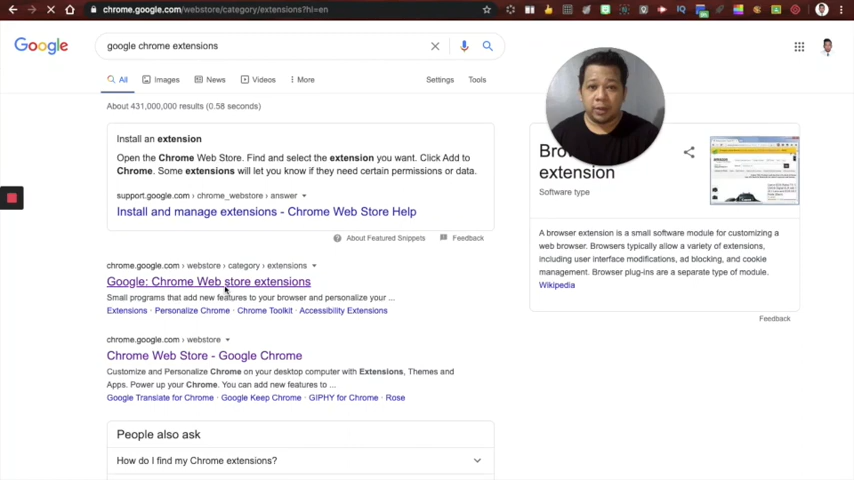 chrome.google.com/webstore/category/extensions?hl=en
Google
google chrome extensions
All
Images
News
Videos
More
Settings
Tools
About 431,000,000 results (0.58 seconds)
Install an extension
Open the Chrome Web Store. Find and select the extension you want. Click Add to
Chrome. Some extensions will let you know if they need certain permissions or data.
support.google.com › chrome_webstore › answer
Install and manage extensions - Chrome Web Store Help
About Featured Snippets
Feedback
chrome.google.com › webstore › category › extensions
Google: Chrome Web store extensions
Small programs that add new features to your browser and personalize your ...
Extensions · Personalize Chrome · Chrome Toolkit · Accessibility Extensions
chrome.google.com › webstore
Chrome Web Store - Google Chrome
Customize and Personalize Chrome on your desktop computer with Extensions, Themes and
Apps. Power up your Chrome. You can add new features to ...
Google Translate for Chrome · Google Keep Chrome · GIPHY for Chrome · Rose
People also ask
How do I find my Chrome extensions?
extension
Software type
A browser extension is a small software module for customizing a
web browser. Browsers typically allow a variety of extensions,
including user interface modifications, ad blocking, and cookie
management. Browser plug-ins are a separate type of module.
Wikipedia
Feedback